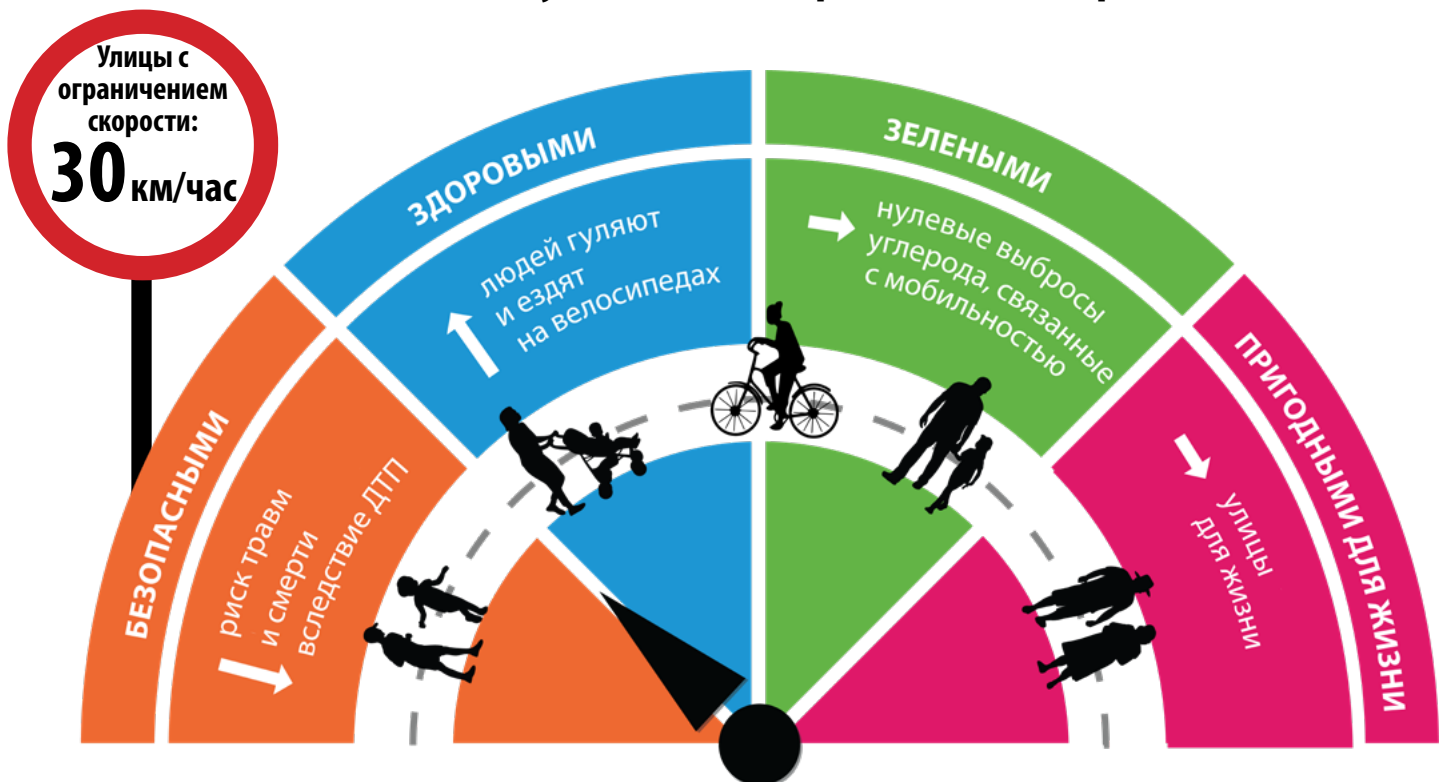 Улицы с
ограничением
скорости:
30 км/час
БЕЗОПАСНЫМИ
риск травм
и смерти
вследствие ДТП
ЗДОРОВЫМИ
людей гуляют
и ездят
на велосипедах
ЗЕЛЕНЫМИ
нулевые выбросы
углерода, связанные
с мобильностью
ПРИГОДНЫМИ ДЛЯ ЖИЗНИ
улицы
для жизни